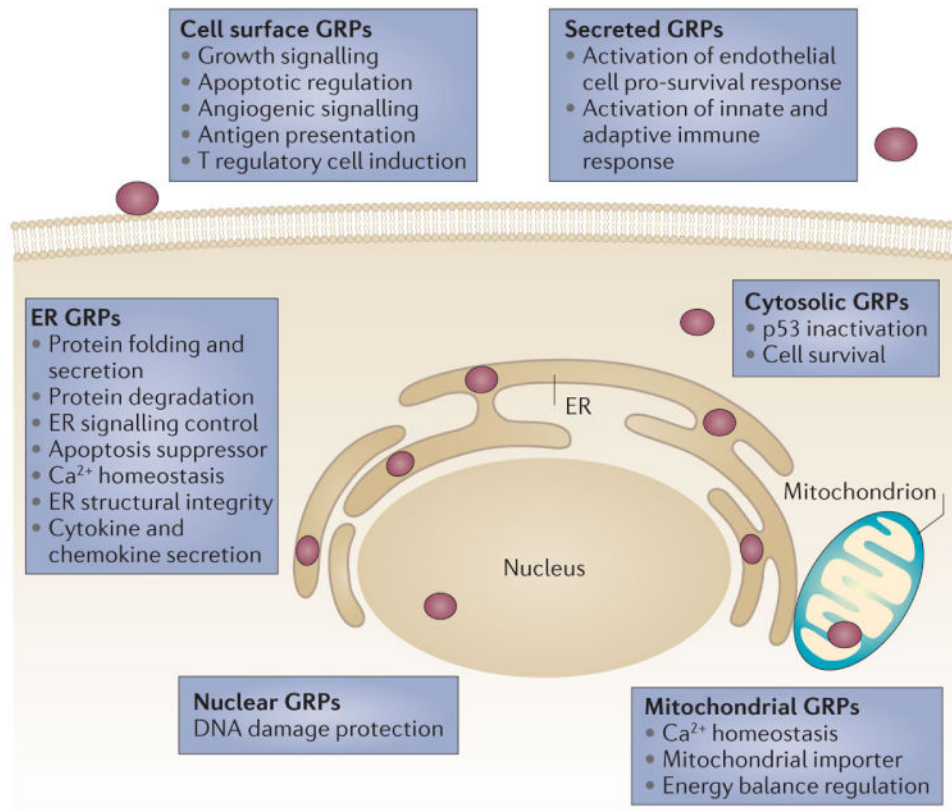 Cell surface GRPs
• Growth signalling
• Apoptotic regulation
• Angiogenic signalling
• Antigen presentation
• T regulatory cell induction
Secreted GRPs
• Activation of endothelial
cell pro-survival response
• Activation of innate and
adaptive immune
response
ER GRPs
• Protein folding and
secretion
• Protein degradation
• ER signalling control
• Apoptosis suppressor
• Ca²⁺ homeostasis
• ER structural integrity
• Cytokine and
chemokine secretion
Cytosolic GRPs
• p53 inactivation
• Cell survival
ER
Mitochondrion
Nucleus
Nuclear GRPs
DNA damage protection
Mitochondrial GRPs
• Ca²⁺ homeostasis
• Mitochondrial importer
• Energy balance regulation